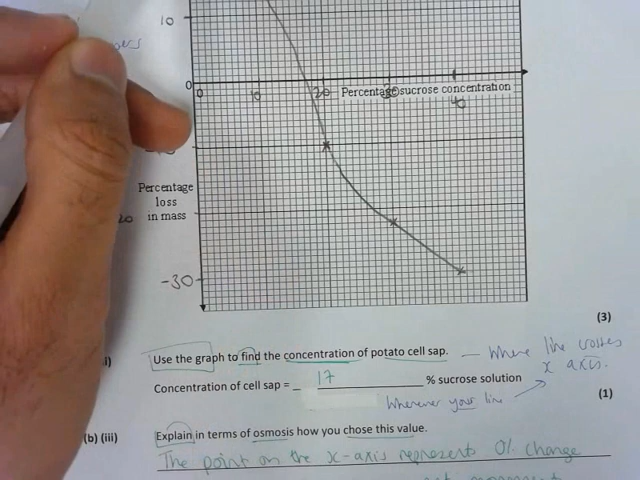 10
0
0 10 20 Percentage sucrose concentration
40
Percentage
loss
20 in mass
-30
(3)
Use the graph to find the concentration of potato cell sap. — Where line crosses
x axis.
Concentration of cell sap = 17 % sucrose solution
(1)
Wherever your line
(b) (iii) Explain in terms of osmosis how you chose this value.
The point on the x-axis represents 0% change